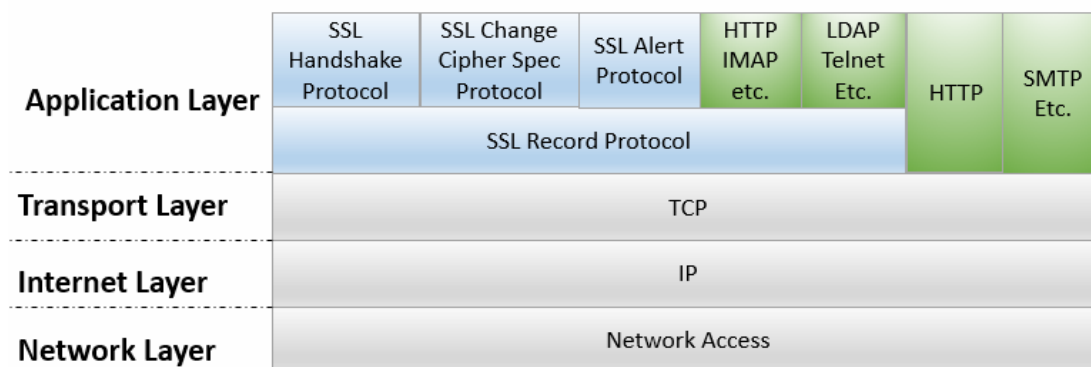 Application Layer
SSL
Handshake
Protocol
SSL Change
Cipher Spec
Protocol
SSL Alert
Protocol
HTTP
IMAP
etc.
LDAP
Telnet
Etc.
HTTP
SMTP
Etc.
SSL Record Protocol
Transport Layer
TCP
Internet Layer
IP
Network Layer
Network Access